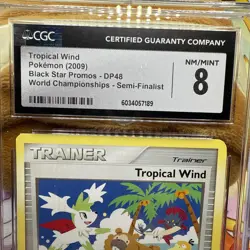 CGC
CERTIFIED GUARANTY COMPANY
Tropical Wind
Pokémon (2009)
Black Star Promos - DP48
World Championships - Semi-Finalist
6034057189
NM/MINT
8
TRAINER
Trainer
Tropical Wind